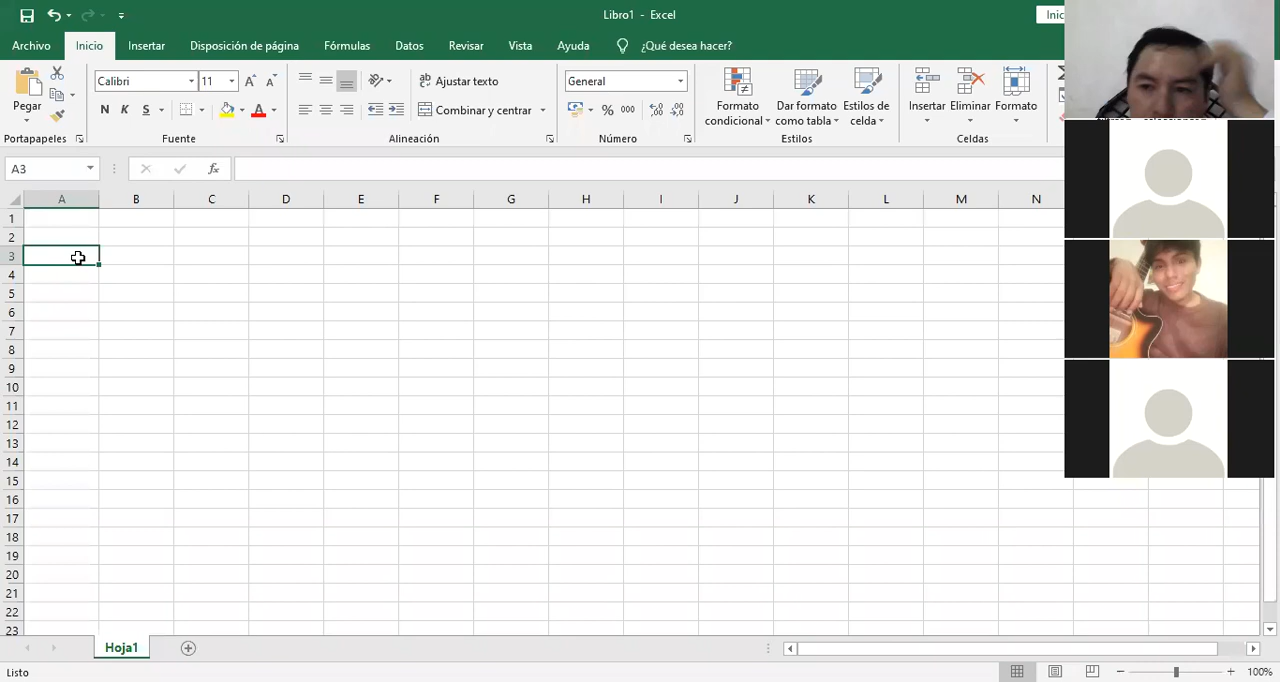 Libro1 - Excel
Inic
Archivo Inicio Insertar Disposición de página Fórmulas Datos Revisar Vista Ayuda ¿Qué desea hacer?
Pegar
Calibri 11
N K S A
Ajustar texto
Combinar y centrar
General
% 000
Formato condicional
Dar formato como tabla
Estilos de celda
Insertar Eliminar Formato
Portapapeles Fuente Alineación Número Estilos Celdas
A3 fx
A B C D E F G H I J K L M N
1
2
3
4
5
6
7
8
9
10
11
12
13
14
15
16
17
18
19
20
21
22
23
Hoja1
Listo 100%